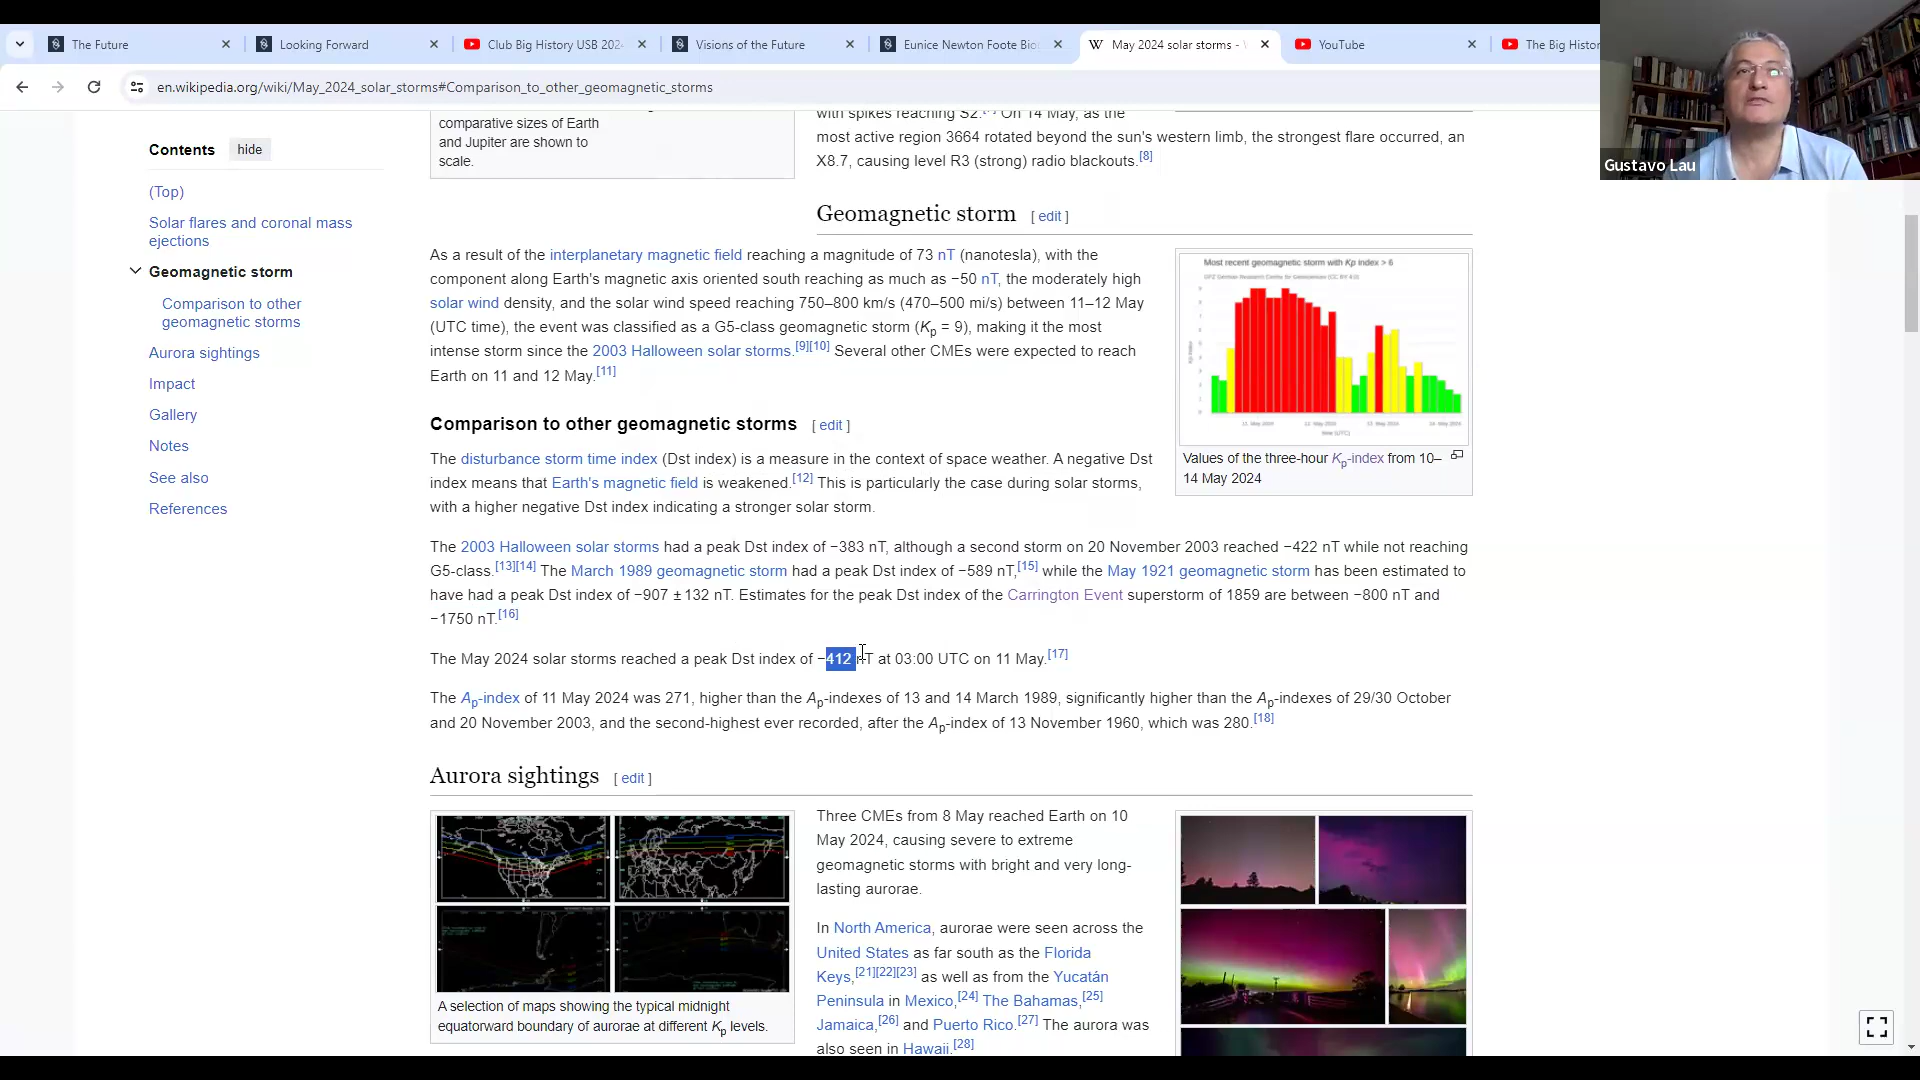 The Future
Looking Forward
Club Big History USB 202
Visions of the Future
Eunice Newton Foote Bio
May 2024 solar storms -
YouTube
The Big Histor
en.wikipedia.org/wiki/May_2024_solar_storms#Comparison_to_other_geomagnetic_storms
Gustavo Lau
Contents hide
(Top)
Solar flares and coronal mass
ejections
Geomagnetic storm
Comparison to other
geomagnetic storms
Aurora sightings
Impact
Gallery
Notes
See also
References
comparative sizes of Earth
and Jupiter are shown to
scale.
with spikes reaching S2. On 14 May, as the
most active region 3664 rotated beyond the sun's western limb, the strongest flare occurred, an
X8.7, causing level R3 (strong) radio blackouts.[8]
Geomagnetic storm [ edit ]
As a result of the interplanetary magnetic field reaching a magnitude of 73 nT (nanotesla), with the
component along Earth's magnetic axis oriented south reaching as much as −50 nT, the moderately high
solar wind density, and the solar wind speed reaching 750–800 km/s (470–500 mi/s) between 11–12 May
(UTC time), the event was classified as a G5-class geomagnetic storm (Kp = 9), making it the most
intense storm since the 2003 Halloween solar storms.[9][10] Several other CMEs were expected to reach
Earth on 11 and 12 May.[11]
Most recent geomagnetic storm with Kp index > 6
Values of the three-hour Kp-index from 10–
14 May 2024
Comparison to other geomagnetic storms [ edit ]
The disturbance storm time index (Dst index) is a measure in the context of space weather. A negative Dst
index means that Earth's magnetic field is weakened.[12] This is particularly the case during solar storms,
with a higher negative Dst index indicating a stronger solar storm.
The 2003 Halloween solar storms had a peak Dst index of −383 nT, although a second storm on 20 November 2003 reached −422 nT while not reaching
G5-class.[13][14] The March 1989 geomagnetic storm had a peak Dst index of −589 nT,[15] while the May 1921 geomagnetic storm has been estimated to
have had a peak Dst index of −907 ± 132 nT. Estimates for the peak Dst index of the Carrington Event superstorm of 1859 are between −800 nT and
−1750 nT.[16]
The May 2024 solar storms reached a peak Dst index of −412 nT at 03:00 UTC on 11 May.[17]
The Ap-index of 11 May 2024 was 271, higher than the Ap-indexes of 13 and 14 March 1989, significantly higher than the Ap-indexes of 29/30 October
and 20 November 2003, and the second-highest ever recorded, after the Ap-index of 13 November 1960, which was 280.[18]
Aurora sightings [ edit ]
A selection of maps showing the typical midnight
equatorward boundary of aurorae at different Kp levels.
Three CMEs from 8 May reached Earth on 10
May 2024, causing severe to extreme
geomagnetic storms with bright and very long-
lasting aurorae.
In North America, aurorae were seen across the
United States as far south as the Florida
Keys,[21][22][23] as well as from the Yucatán
Peninsula in Mexico,[24] The Bahamas,[25]
Jamaica,[26] and Puerto Rico.[27] The aurora was
also seen in Hawaii.[28]